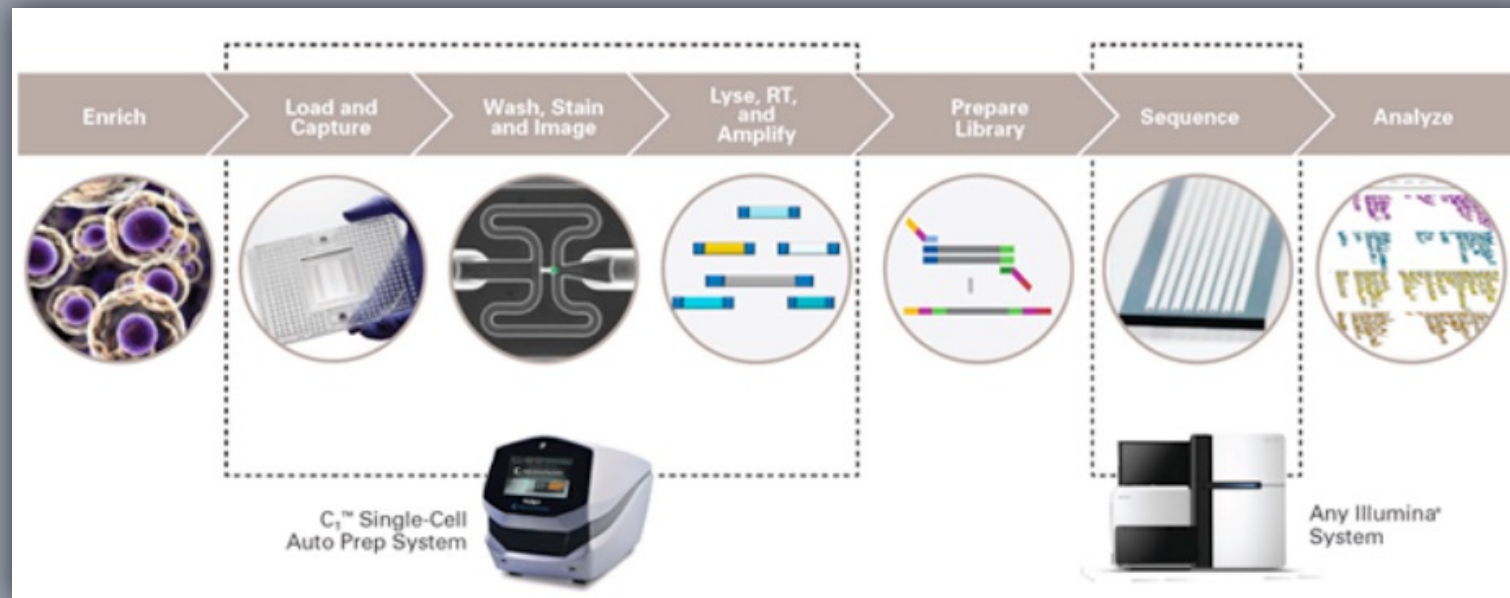 Enrich
Load and
Capture
Wash, Stain
and Image
Lyse, RT,
and
Amplify
Prepare
Library
Sequence
Analyze
C₁™ Single-Cell
Auto Prep System
Any Illumina®
System